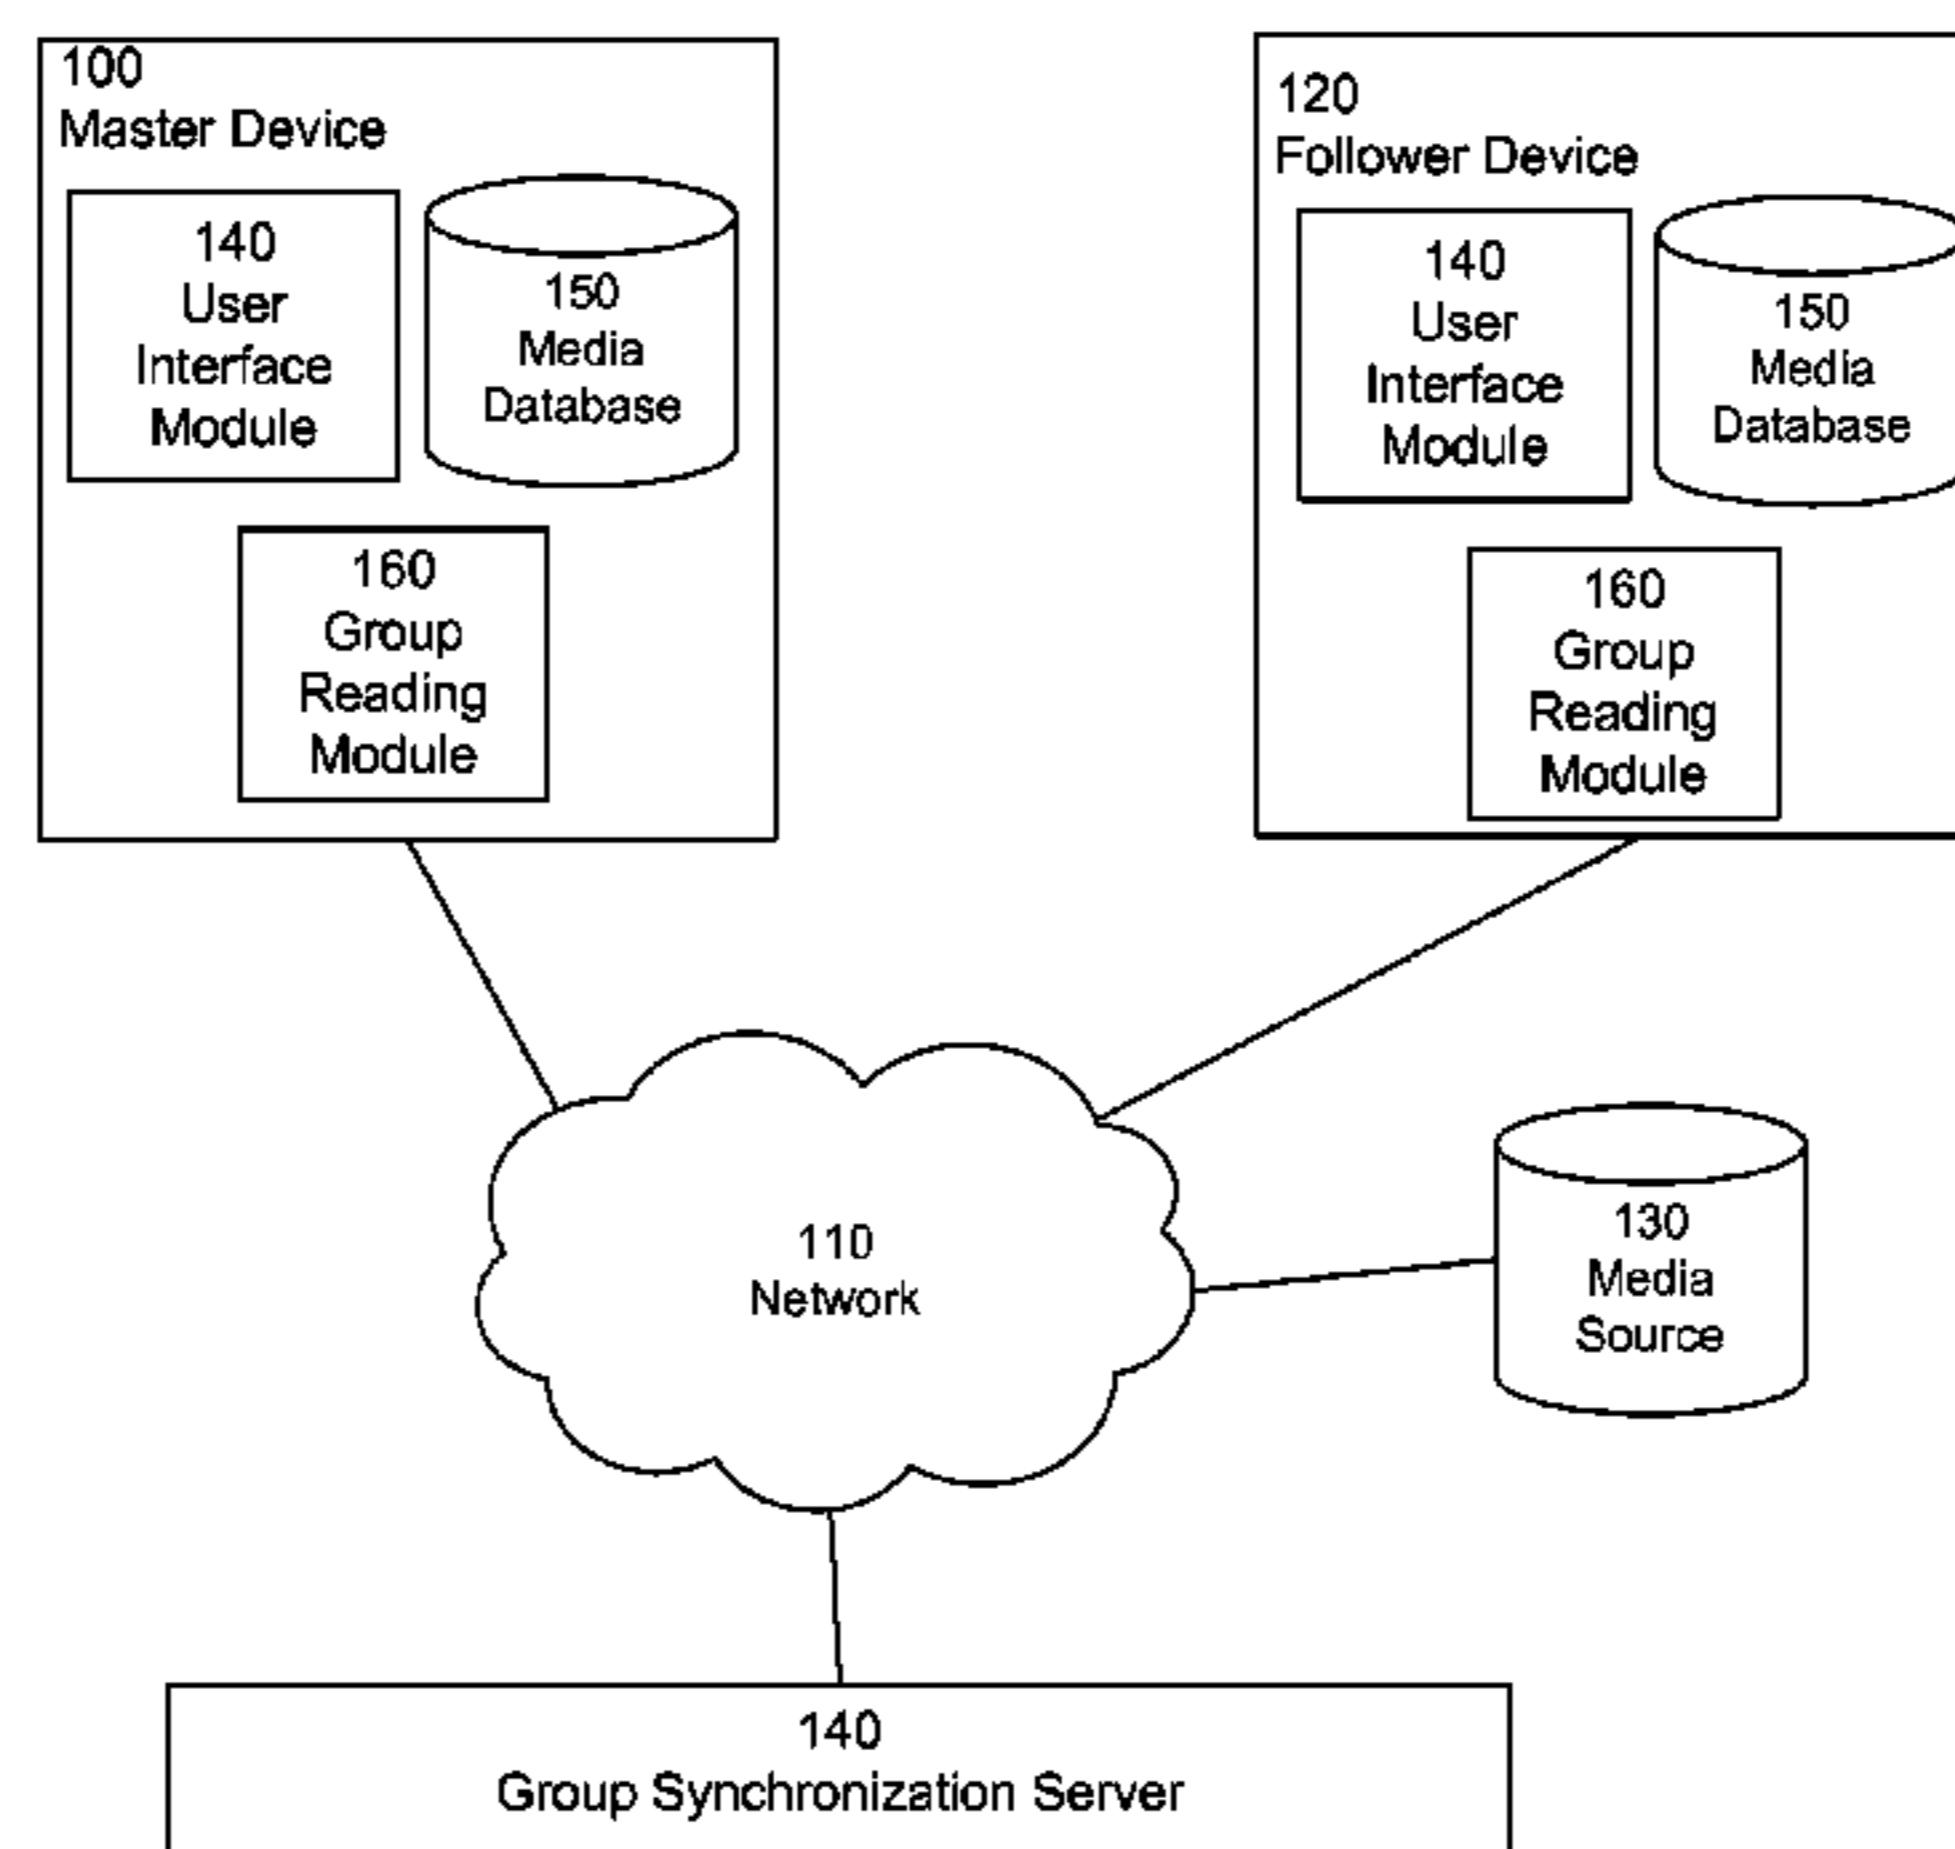 100
Master Device
140
User
Interface
Module
150
Media
Database
160
Group
Reading
Module
120
Follower Device
140
User
Interface
Module
150
Media
Database
160
Group
Reading
Module
110
Network
130
Media
Source
140
Group Synchronization Server